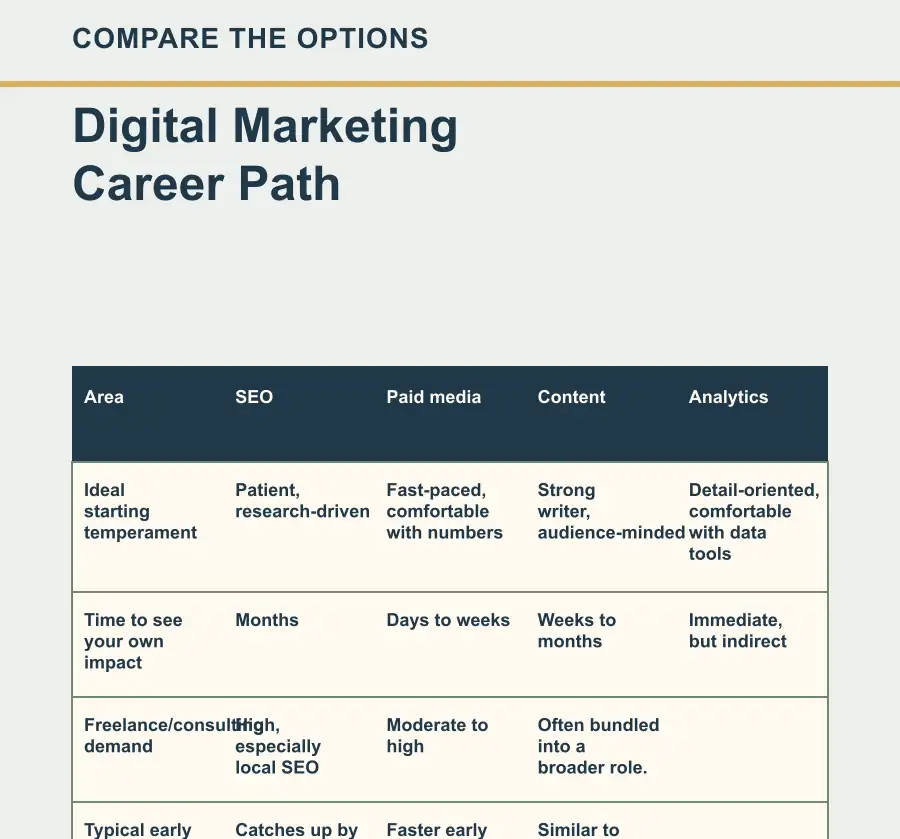 COMPARE THE OPTIONS
Digital Marketing
Career Path
Area
SEO
Paid media
Content
Analytics
Ideal
starting
temperament
Patient,
research-driven
Fast-paced,
comfortable
with numbers
Strong
writer,
audience-minded
Detail-oriented,
comfortable
with data
tools
Time to see
your own
impact
Months
Days to weeks
Weeks to
months
Immediate,
but indirect
Freelance/consulting
demand
High,
especially
local SEO
Moderate to
high
Often bundled
into a
broader role.
Typical early
Catches up by
Faster early
Similar to